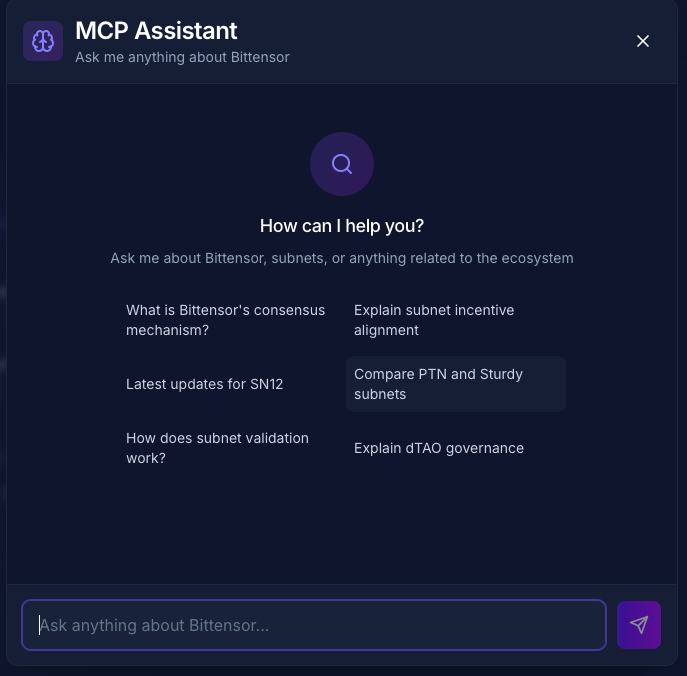 MCP Assistant
Ask me anything about Bittensor
How can I help you?
Ask me about Bittensor, subnets, or anything related to the ecosystem
What is Bittensor's consensus
mechanism?
Explain subnet incentive
alignment
Latest updates for SN12
Compare PTN and Sturdy
subnets
How does subnet validation
work?
Explain dTAO governance
Ask anything about Bittensor...